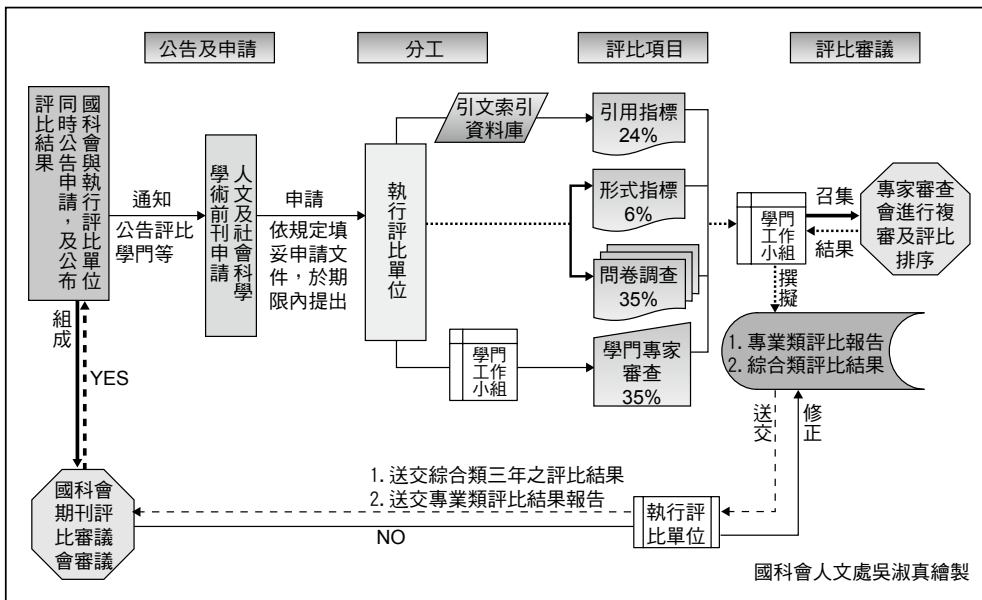 公告及申請
分工
評比項目
評比審議
國科會與執行評比單位
同時公告申請，及公布
評比結果
通知
公告評比
學門等
人文及社會科學
學術前刊申請
申請
依規定填
妥申請文
件，於期
限內提出
執行評比單位
引文索引
資料庫
引用指標
24%
形式指標
6%
問卷調查
35%
學門
工作
小組
學門專家
審查
35%
學門
工作
小組
召集
結果
專家審查
會進行複
審及評比
排序
撰擬
1. 專業類評比報告
2. 綜合類評比結果
組成
YES
送交
修正
國科會
期刊評
比審議
會審議
1. 送交綜合類三年之評比結果
2. 送交專業類評比結果報告
NO
執行評
比單位
國科會人文處吳淑真繪製